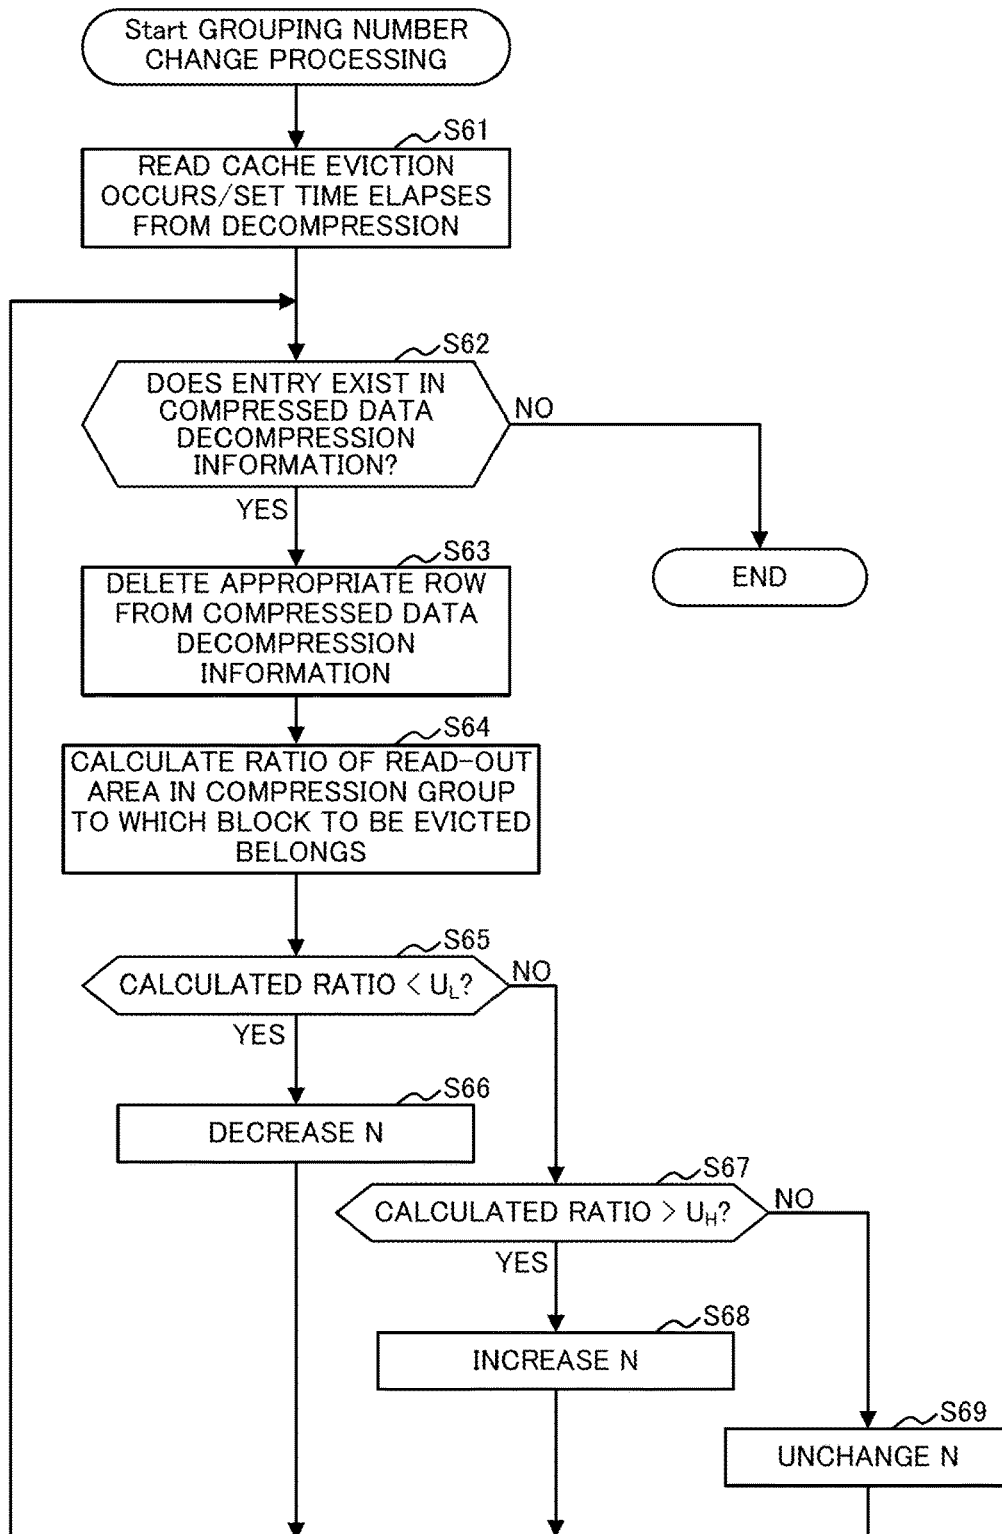 Start GROUPING NUMBER
CHANGE PROCESSING
S61
READ CACHE EVICTION
OCCURS/SET TIME ELAPSES
FROM DECOMPRESSION
S62
DOES ENTRY EXIST IN
COMPRESSED DATA
DECOMPRESSION
INFORMATION?
NO
YES
S63
DELETE APPROPRIATE ROW
FROM COMPRESSED DATA
DECOMPRESSION
INFORMATION
END
S64
CALCULATE RATIO OF READ-OUT
AREA IN COMPRESSION GROUP
TO WHICH BLOCK TO BE EVICTED
BELONGS
S65
CALCULATED RATIO < UL?
NO
YES
S66
DECREASE N
S67
CALCULATED RATIO > UH?
NO
YES
S68
INCREASE N
S69
UNCHANGE N